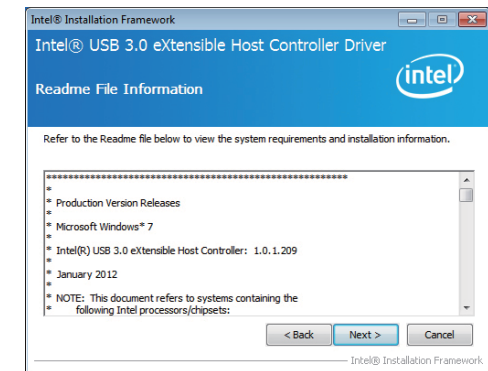 Intel® Installation Framework
Intel® USB 3.0 eXtensible Host Controller Driver
Readme File Information
intel
Refer to the Readme file below to view the system requirements and installation information.
********************************************************
*
* Production Version Releases
*
* Microsoft Windows* 7
*
* Intel(R) USB 3.0 eXtensible Host Controller: 1.0.1.209
*
* January 2012
*
* NOTE: This document refers to systems containing the
* following Intel processors/chipsets:
< Back
Next >
Cancel
Intel® Installation Framework